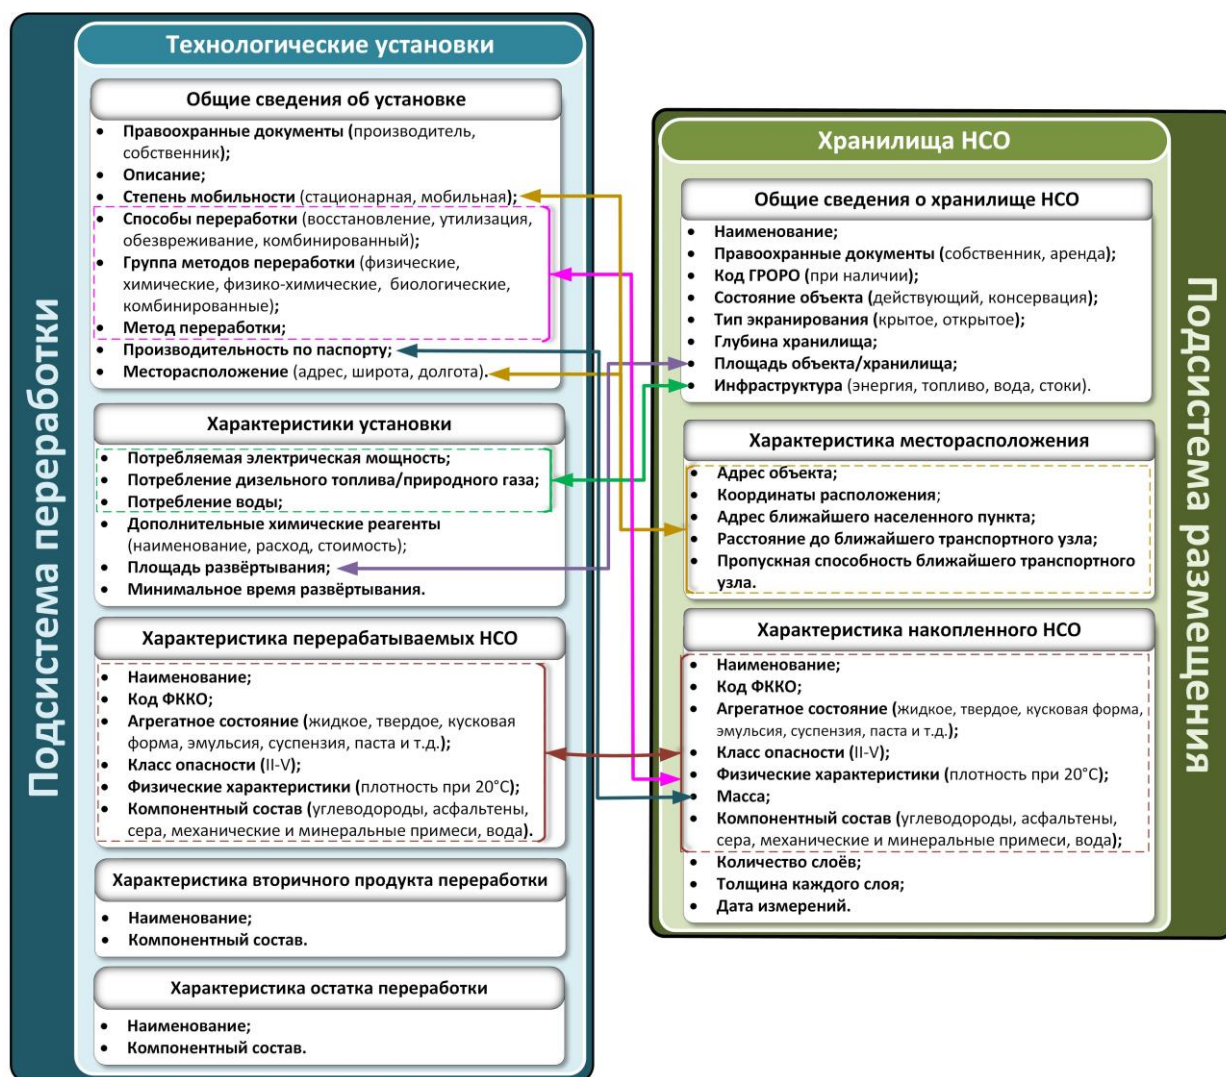 Подсистема переработки
Технологические установки
Общие сведения об установке
• Правоохранные документы (производитель,
собственник);
• Описание;
• Степень мобильности (стационарная, мобильная);
• Способы переработки (восстановление, утилизация,
обезвреживание, комбинированный);
• Группа методов переработки (физические,
химические, физико-химические, биологические,
комбинированные);
• Метод переработки;
• Производительность по паспорту;
• Месторасположение (адрес, широта, долгота).
Характеристики установки
• Потребляемая электрическая мощность;
• Потребление дизельного топлива/природного газа;
• Потребление воды;
• Дополнительные химические реагенты
(наименование, расход, стоимость);
• Площадь развёртывания;
• Минимальное время развёртывания.
Характеристика перерабатываемых НСО
• Наименование;
• Код ФККО;
• Агрегатное состояние (жидкое, твердое, кусковая
форма, эмульсия, суспензия, паста и т.д.);
• Класс опасности (II-V);
• Физические характеристики (плотность при 20°C);
• Компонентный состав (углеводороды, асфальтены,
сера, механические и минеральные примеси, вода).
Характеристика вторичного продукта переработки
• Наименование;
• Компонентный состав.
Характеристика остатка переработки
• Наименование;
• Компонентный состав.
Подсистема размещения
Хранилища НСО
Общие сведения о хранилище НСО
• Наименование;
• Правоохранные документы (собственник, аренда);
• Код ГРОРО (при наличии);
• Состояние объекта (действующий, консервация);
• Тип экранирования (крытое, открытое);
• Глубина хранилища;
• Площадь объекта/хранилища;
• Инфраструктура (энергия, топливо, вода, стоки).
Характеристика месторасположения
• Адрес объекта;
• Координаты расположения;
• Адрес ближайшего населенного пункта;
• Расстояние до ближайшего транспортного узла;
• Пропускная способность ближайшего транспортного
узла.
Характеристика накопленного НСО
• Наименование;
• Код ФККО;
• Агрегатное состояние (жидкое, твердое, кусковая форма,
эмульсия, суспензия, паста и т.д.);
• Класс опасности (II-V);
• Физические характеристики (плотность при 20°C);
• Масса;
• Компонентный состав (углеводороды, асфальтены,
сера, механические и минеральные примеси, вода);
• Количество слоёв;
• Толщина каждого слоя;
• Дата измерений.